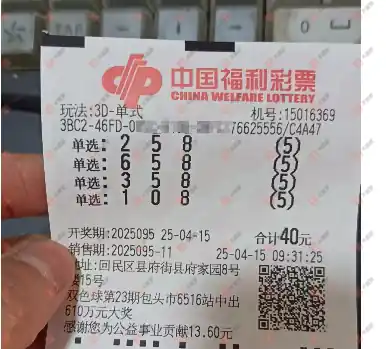 中国福利彩票
CHINA WELFARE LOTTERY
玩法:3D-单式 机号:15016369
3BC2-46FD-0 76625556/C4A47
单选: 2 5 8 (5)
单选: 6 5 8 (5)
单选: 3 5 8 (5)
单选: 1 0 8 (5)
开奖期:2025095 25-04-15 合计40元
销售期:2025095-11 25-04-15 09:31:25
地址:回民区县府街县府家园8号
楼15号
双色球第23期包头市6516站中出
610万元大奖
感谢您为公益事业贡献13.60元